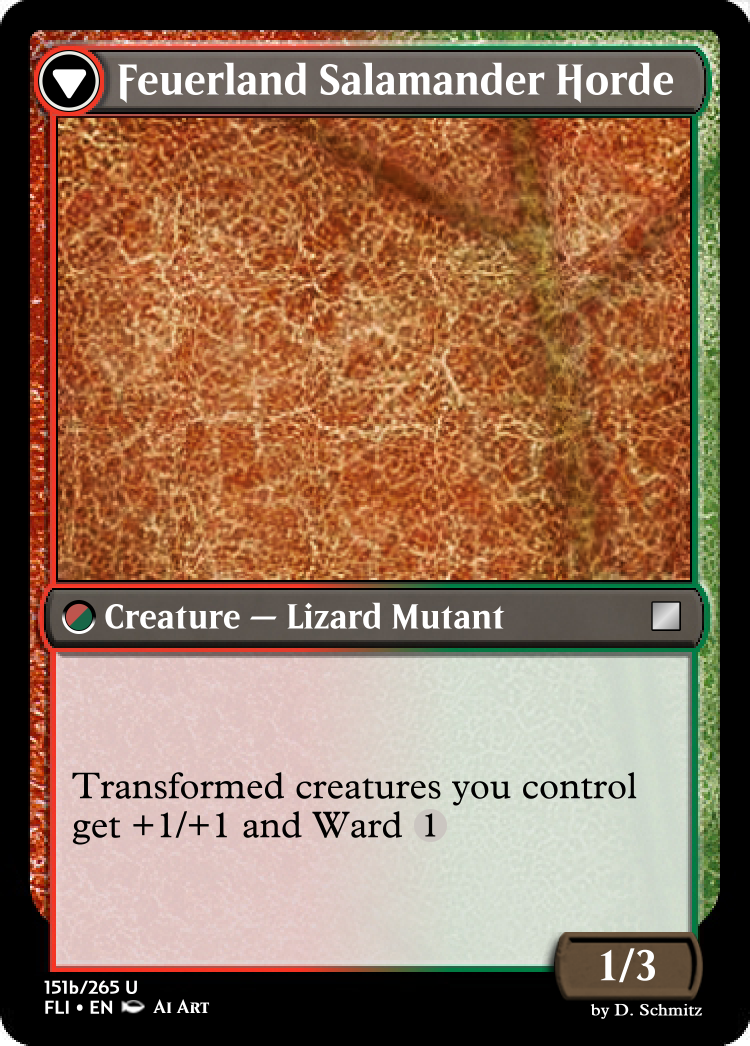 Feuerland Salamander Horde
Creature — Lizard Mutant
Transformed creatures you control
get +1/+1 and Ward 1
1/3
151b/265 U
FLI • EN AI ART
by D. Schmitz